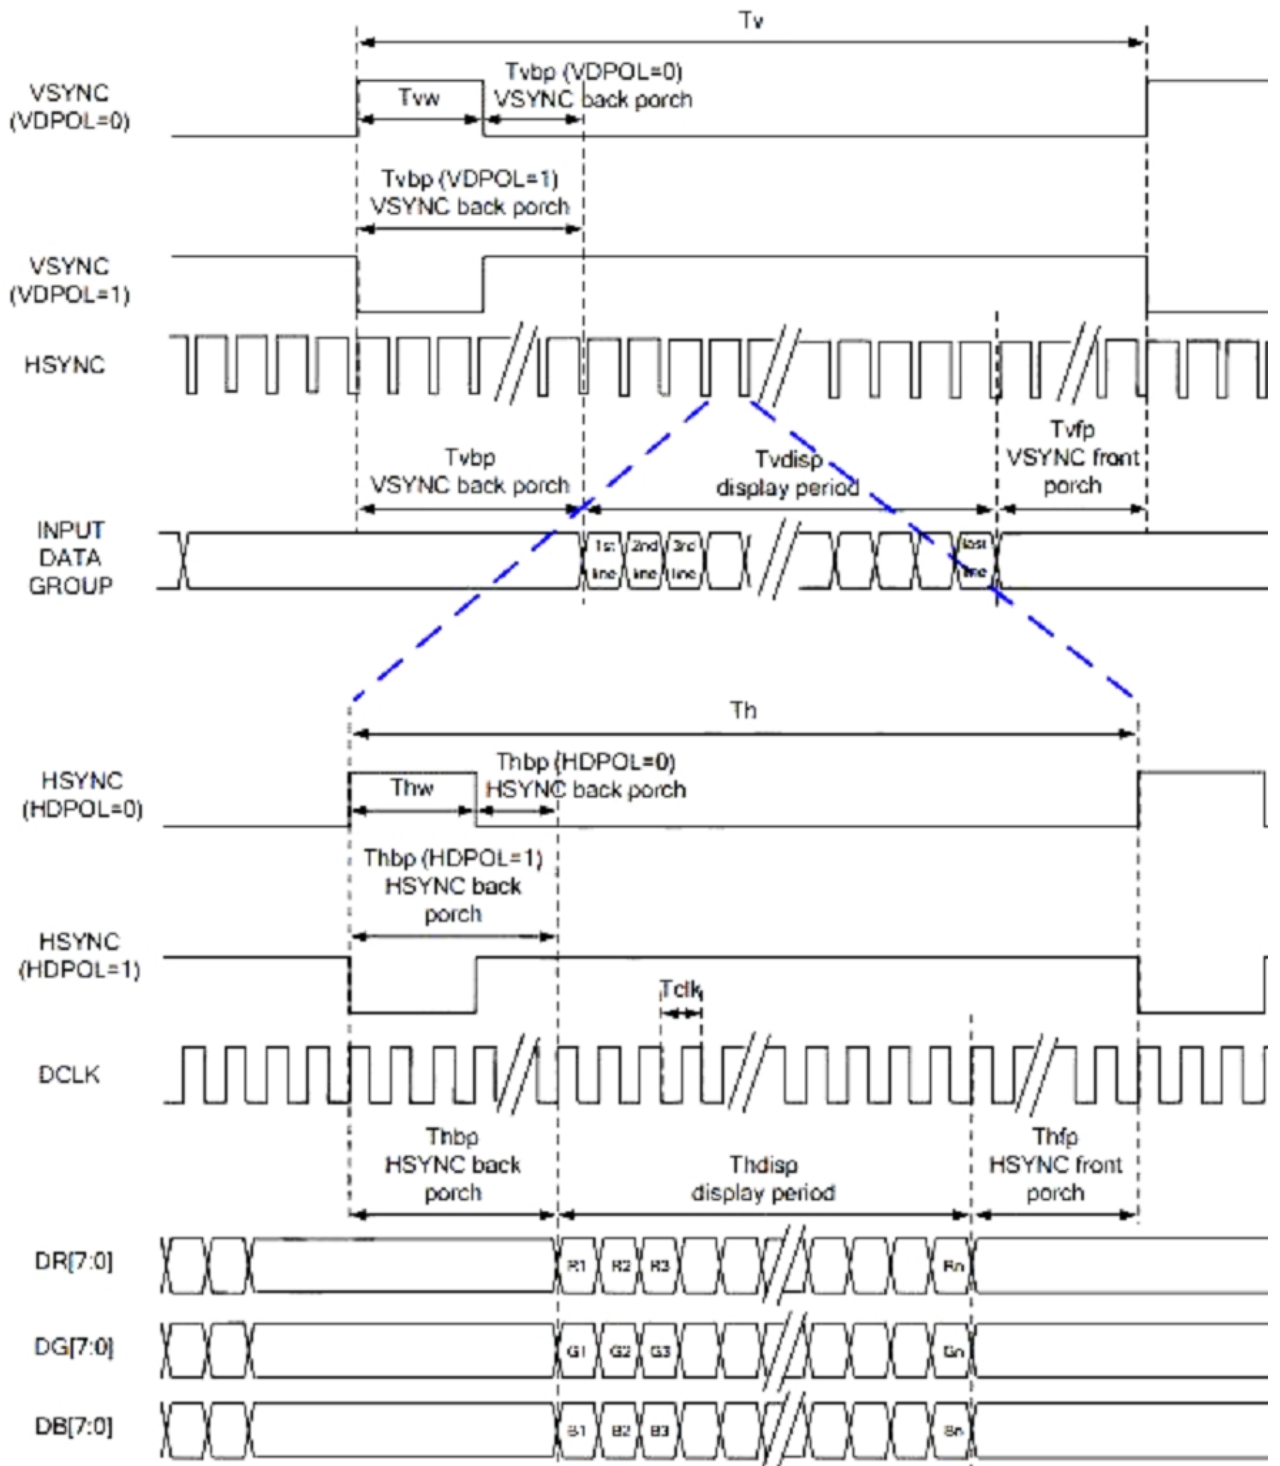 Tv
VSYNC
(VDPOL=0)
Tvw
Tvbp (VDPOL=0)
VSYNC back porch
Tvbp (VDPOL=1)
VSYNC back porch
VSYNC
(VDPOL=1)
HSYNC
Tvbp
VSYNC back porch
Tvdisp
display period
Tvfp
VSYNC front
porch
INPUT
DATA
GROUP
1st
line
2nd
line
3nd
line
last
line
Th
HSYNC
(HDPOL=0)
Thw
Thbp (HDPOL=0)
HSYNC back porch
Thbp (HDPOL=1)
HSYNC back
porch
HSYNC
(HDPOL=1)
Tclk
DCLK
Thbp
HSYNC back
porch
Thdisp
display period
Thfp
HSYNC front
porch
DR[7:0]
R1 R2 R3 Rn
DG[7:0]
G1 G2 G3 Gn
DB[7:0]
B1 B2 B3 Bn